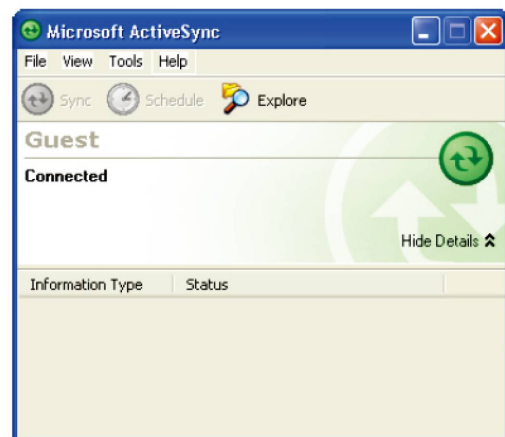 Microsoft ActiveSync
File View Tools Help
Sync Schedule Explore
Guest
Connected
Hide Details
Information Type Status